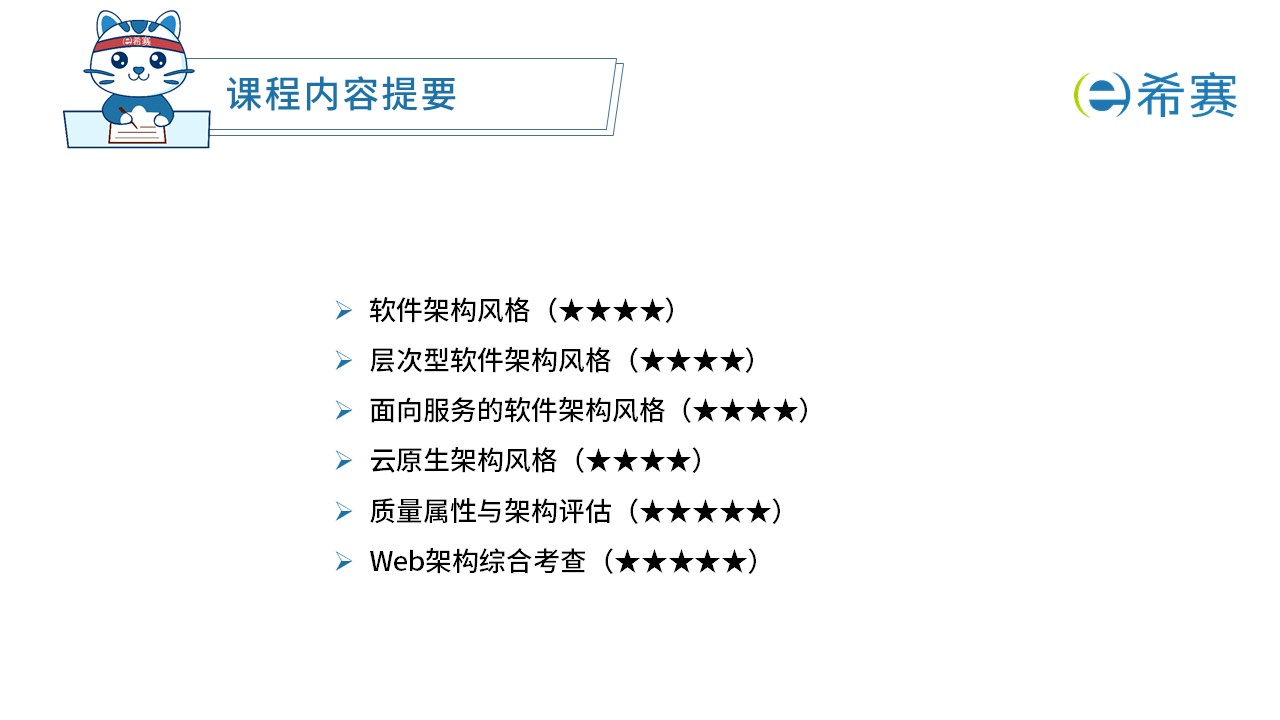 希赛
课程内容提要
希赛
软件架构风格（★★★★）
层次型软件架构风格（★★★★）
面向服务的软件架构风格（★★★★）
云原生架构风格（★★★★）
质量属性与架构评估（★★★★★）
Web架构综合考查（★★★★★）